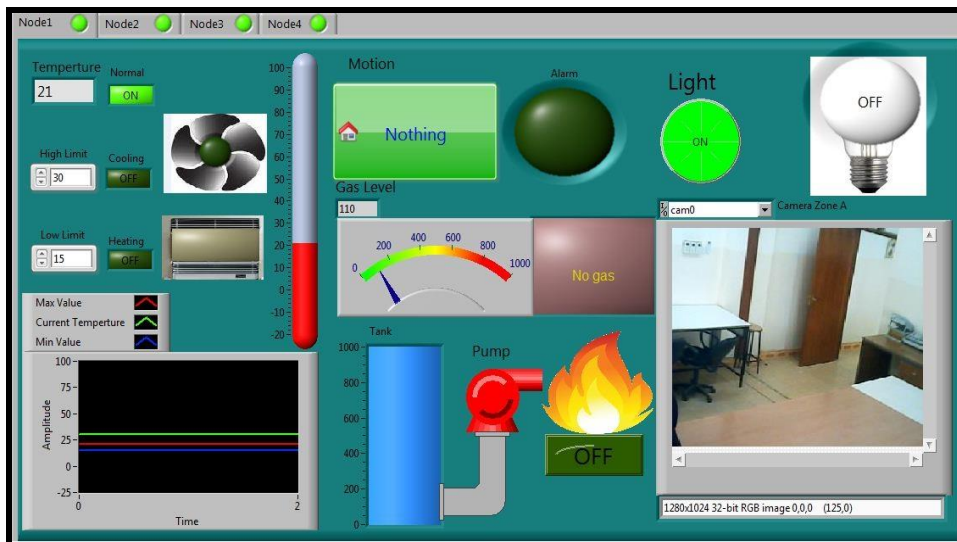 Node1 Node2 Node3 Node4
Temperture
21
Normal
ON
High Limit
30
Cooling
OFF
Low Limit
15
Heating
OFF
100
90
80
70
60
50
40
30
20
10
0
-10
-20
Max Value
Current Temperture
Min Value
Amplitude
100
75
50
25
0
-25
0 2
Time
Motion
Nothing
Alarm
Gas Level
110
0 200 400 600 800 1000
No gas
Tank
1000
800
600
400
200
0
Pump
OFF
Light
ON
OFF
cam0
Camera Zone A
1280x1024 32-bit RGB image 0,0,0 (125,0)